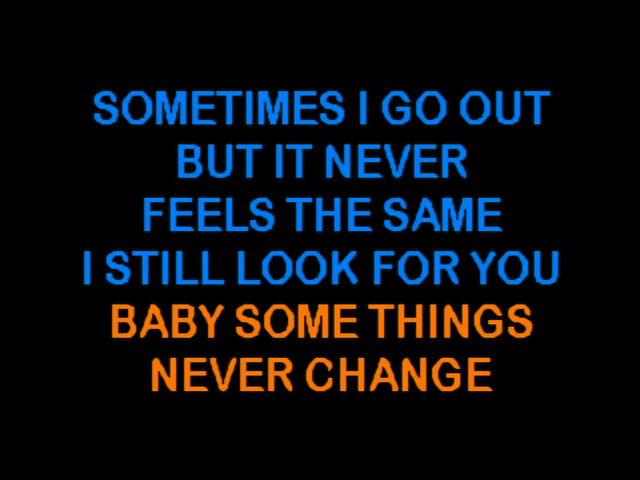 SOMETIMES I GO OUT
BUT IT NEVER
FEELS THE SAME
I STILL LOOK FOR YOU
BABY SOME THINGS
NEVER CHANGE